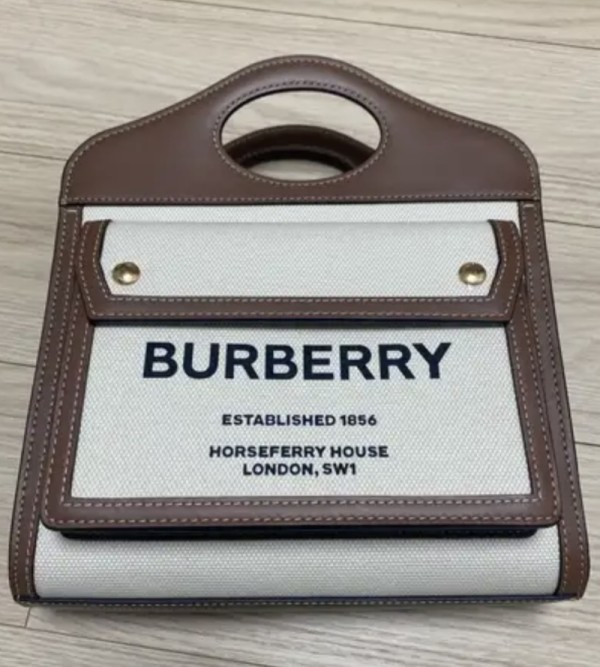 BURBERRY
ESTABLISHED 1856
HORSEFERRY HOUSE
LONDON, SW1